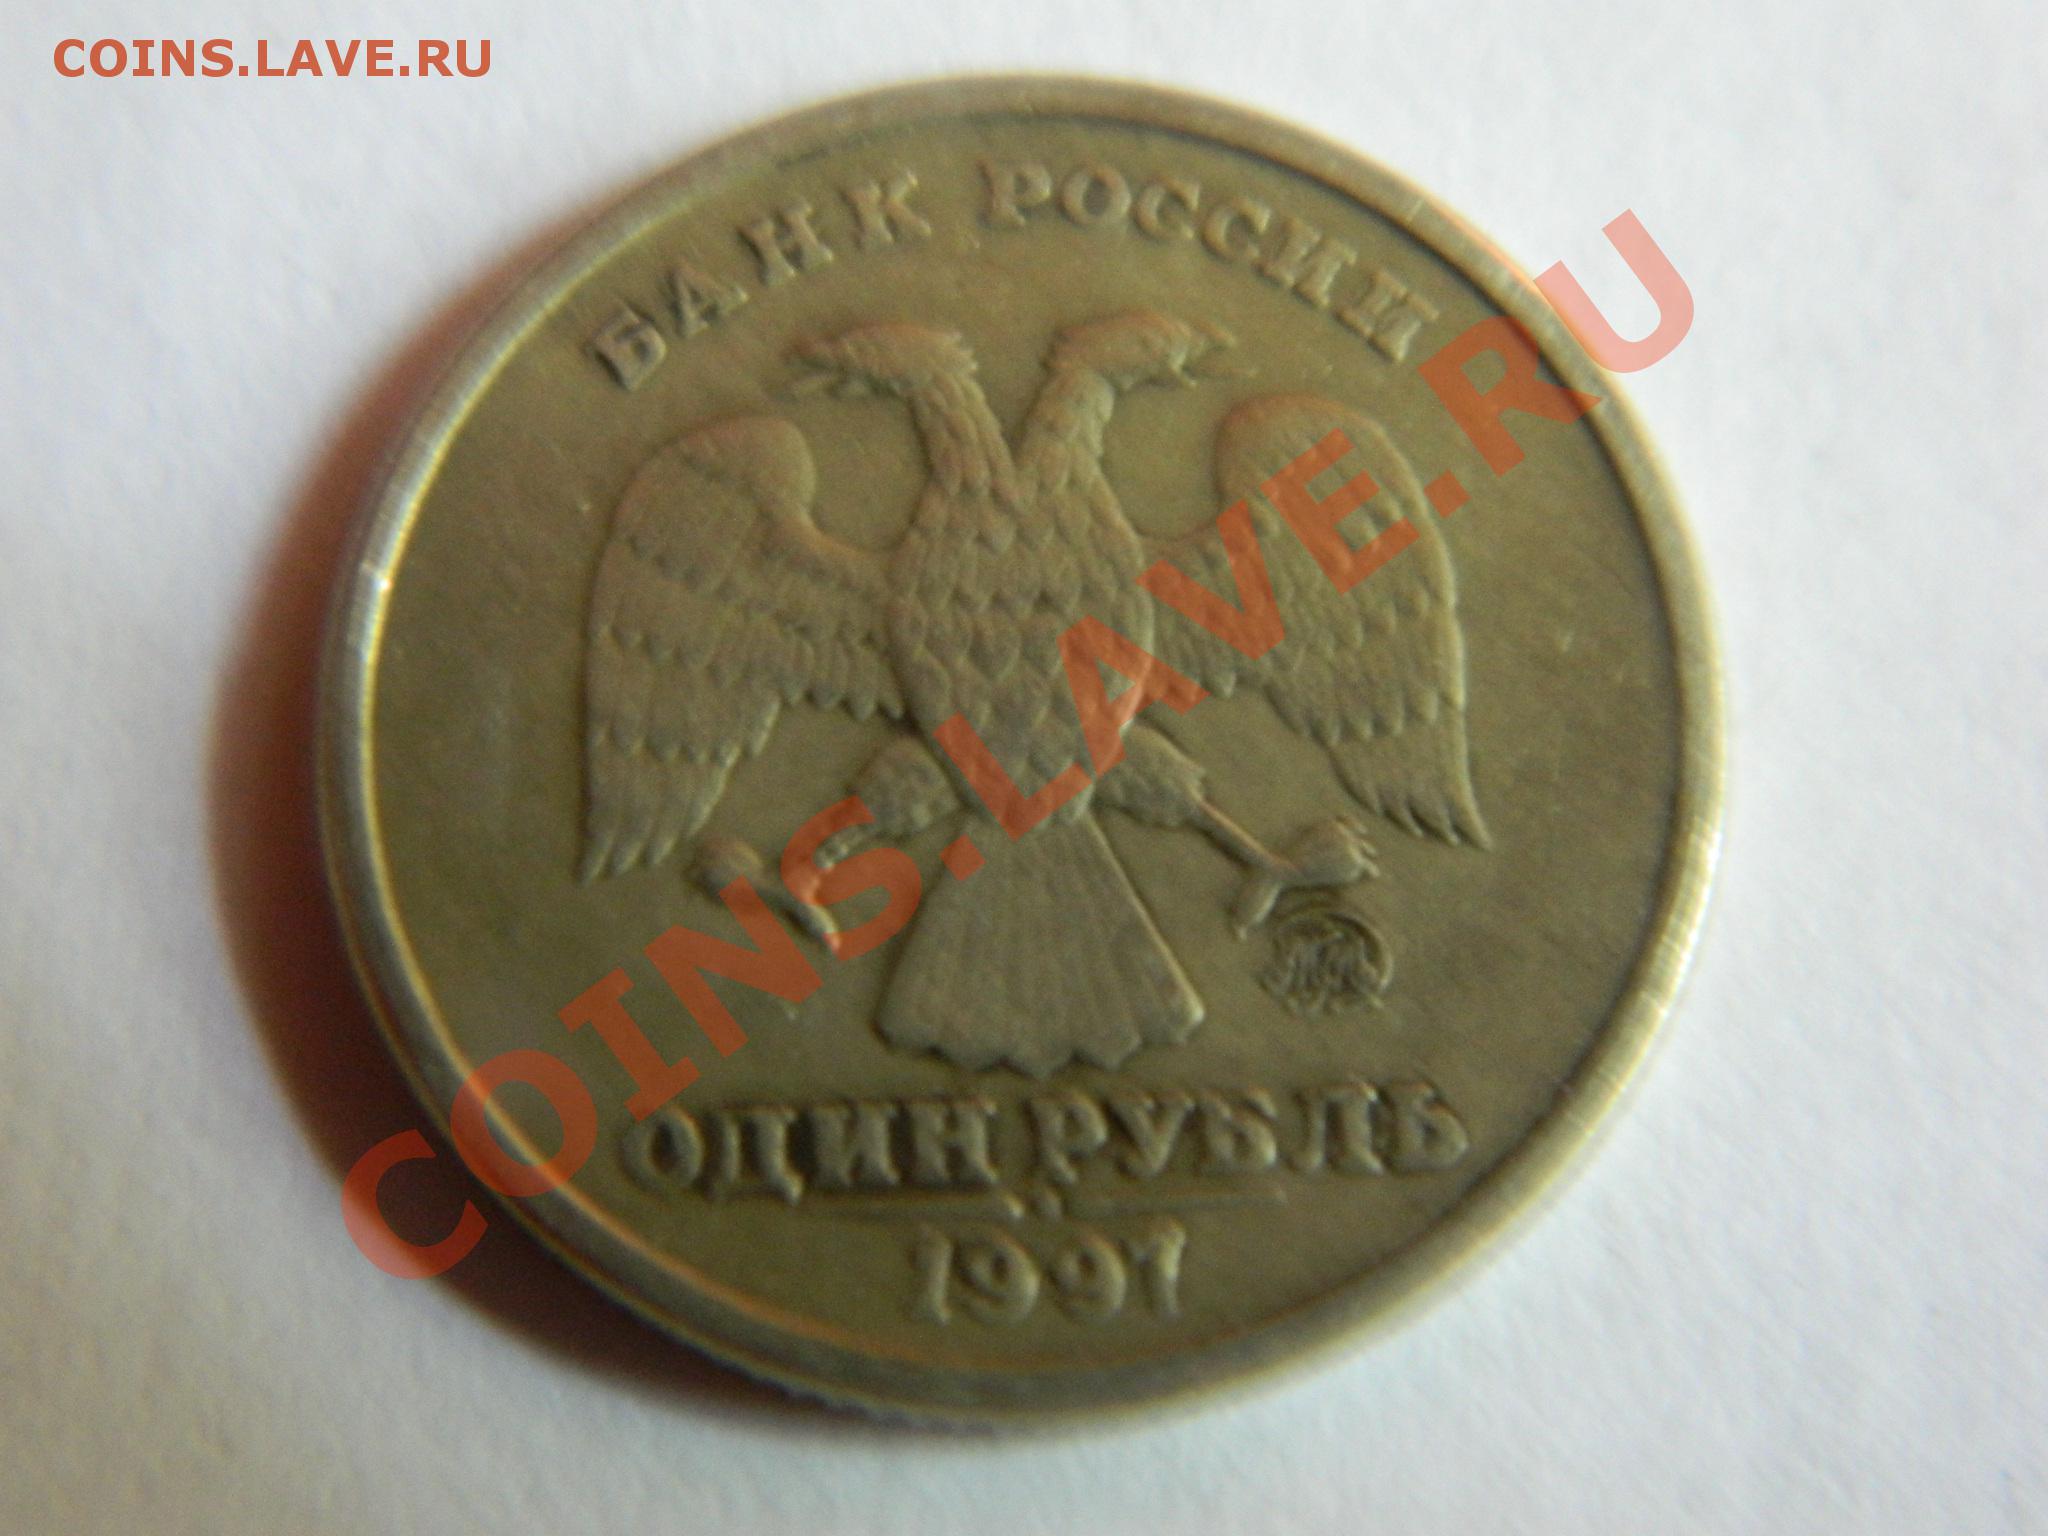 COINS.LAVE.RU
БАНК РОССИИ
COINS.LAVE.RU
ОДИН РУБЛЬ
1997